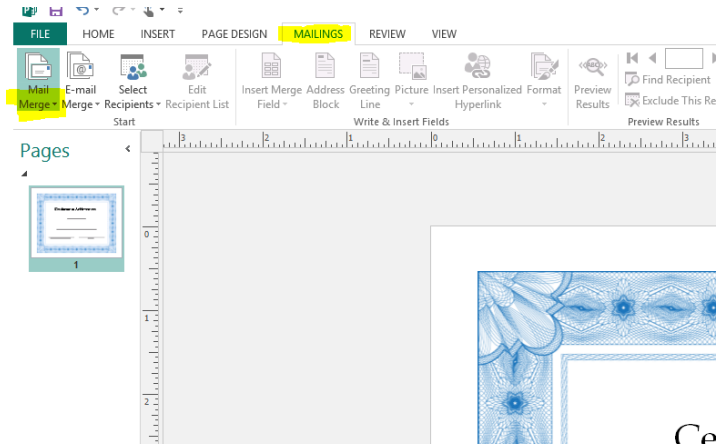 FILE HOME INSERT PAGE DESIGN MAILINGS REVIEW VIEW
Mail Merge
E-mail Merge
Select Recipients
Edit Recipient List
Insert Merge Field
Address Block
Greeting Line
Picture
Insert Personalized Hyperlink
Format
Preview Results
Find Recipient
Exclude This Re
Start Write & Insert Fields Preview Results
Pages
3 2 1 0 1 2 3
1
0
1
2
Ce